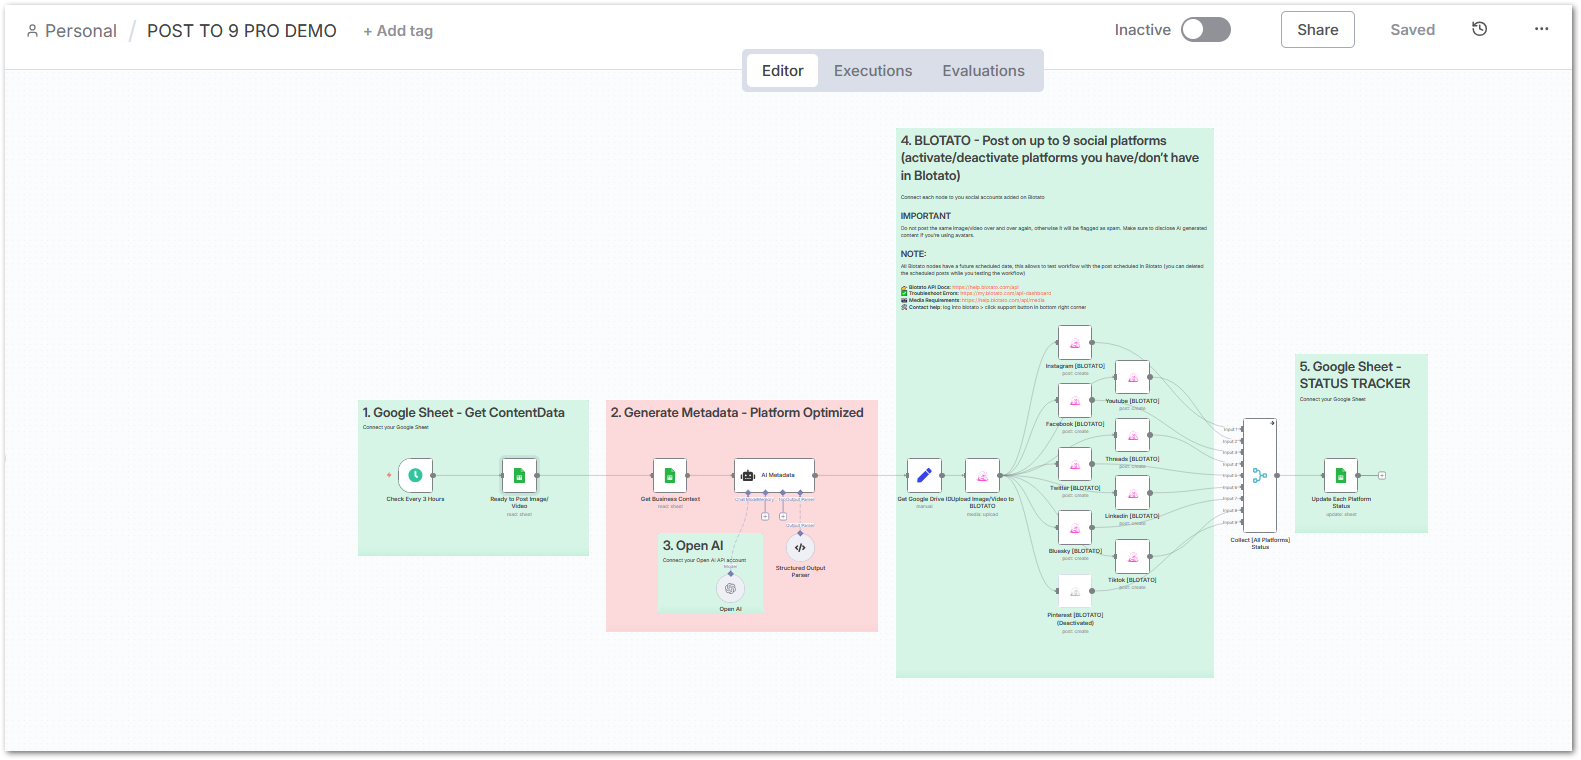 Personal / POST TO 9 PRO DEMO + Add tag
Inactive Share Saved
Editor Executions Evaluations
4. BLOTATO - Post on up to 9 social platforms
(activate/deactivate platforms you have/don't have
in Blotato)
Connect each node to you social accounts added on Blotato
IMPORTANT
Do not post the same image/video over and over again, otherwise it will be flagged as spam. Make sure to disclose AI generated
content if you're using avatars.
NOTE:
All Blotato nodes have a future scheduled date, this allows to test workflow with the post scheduled in Blotato (you can deleted
the scheduled posts while you testing the workflow)
Blotato API Docs: https://help.blotato.com/api
Troubleshoot Errors: https://my.blotato.com/api-dashboard
Media Requirements: https://help.blotato.com/api/media
Contact help: log into blotato > click support button in bottom right corner
1. Google Sheet - Get ContentData
Connect your Google Sheet
Check Every 3 Hours
Ready to Post Image/
Video
read: sheet
2. Generate Metadata - Platform Optimized
Get Business Context
read: sheet
AI Metadata
Output Parser
3. Open AI
Connect your Open AI API account
Model
Open AI
Structured Output
Parser
Get Google Drive ID
manual
Upload Image/Video to
BLOTATO
media: upload
Instagram [BLOTATO]
post: create
Youtube [BLOTATO]
post: create
Facebook [BLOTATO]
post: create
Threads [BLOTATO]
post: create
Twitter [BLOTATO]
post: create
Linkedin [BLOTATO]
post: create
Bluesky [BLOTATO]
post: create
Tiktok [BLOTATO]
post: create
Pinterest [BLOTATO]
(Deactivated)
post: create
Input 1
Input 2
Input 3
Input 4
Input 5
Input 6
Input 7
Input 8
Input 9
Collect [All Platforms]
Status
5. Google Sheet -
STATUS TRACKER
Connect your Google Sheet
Update Each Platform
Status
update: sheet